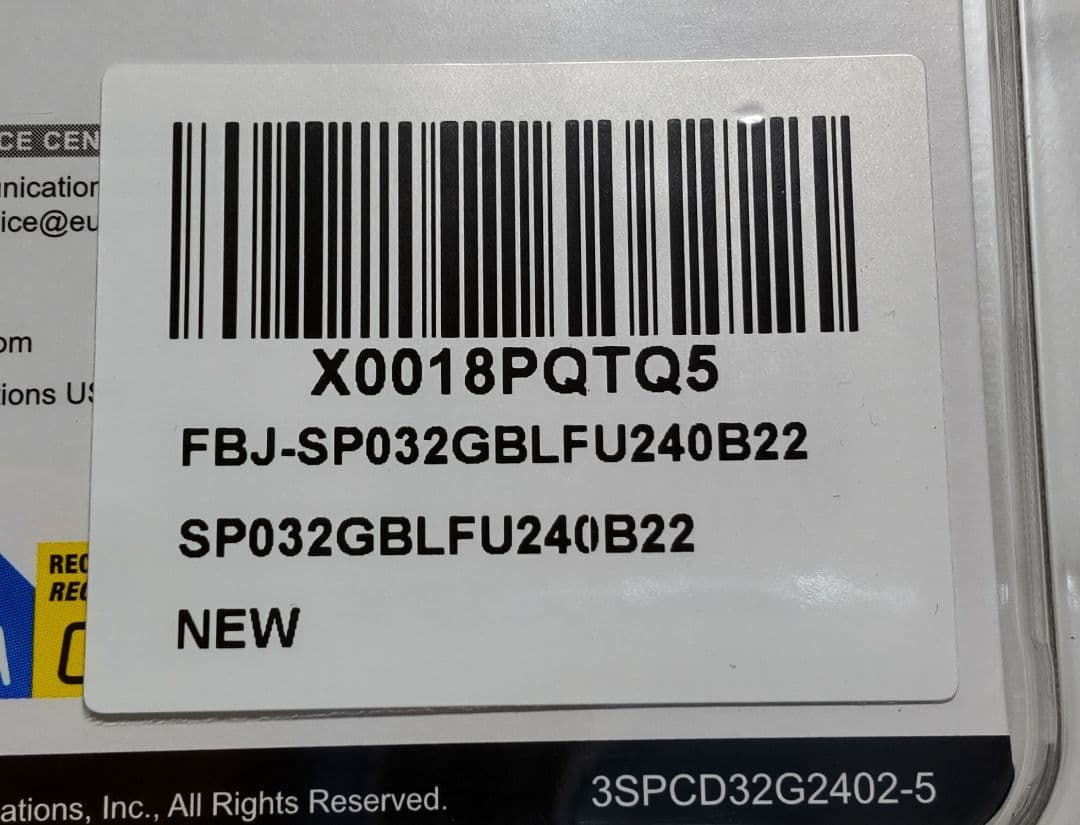 CE CEN
nication
ice@eu
om
ions US
X0018PQTQ5
FBJ-SP032GBLFU240B22
SP032GBLFU240B22
REC
REC
NEW
ations, Inc., All Rights Reserved.
3SPCD32G2402-5